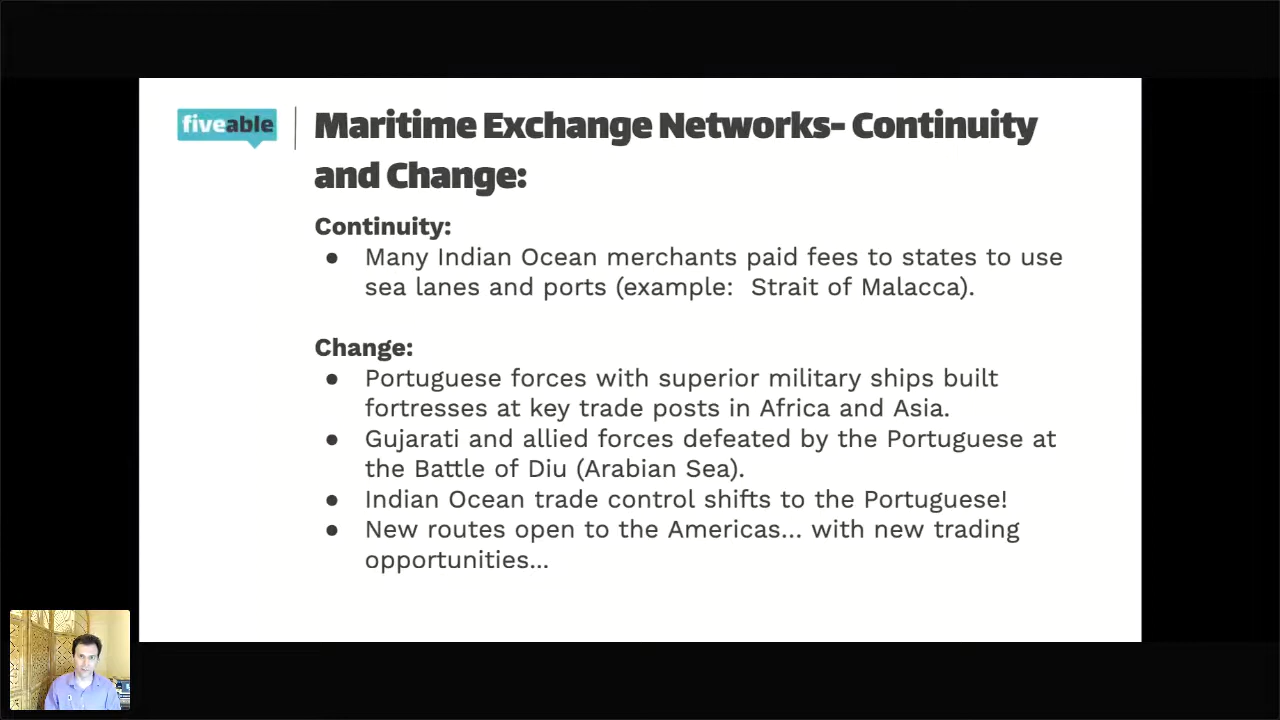 fiveable
Maritime Exchange Networks- Continuity
and Change:
Continuity:
● Many Indian Ocean merchants paid fees to states to use
sea lanes and ports (example:  Strait of Malacca).
Change:
● Portuguese forces with superior military ships built
fortresses at key trade posts in Africa and Asia.
● Gujarati and allied forces defeated by the Portuguese at
the Battle of Diu (Arabian Sea).
● Indian Ocean trade control shifts to the Portuguese!
● New routes open to the Americas... with new trading
opportunities...